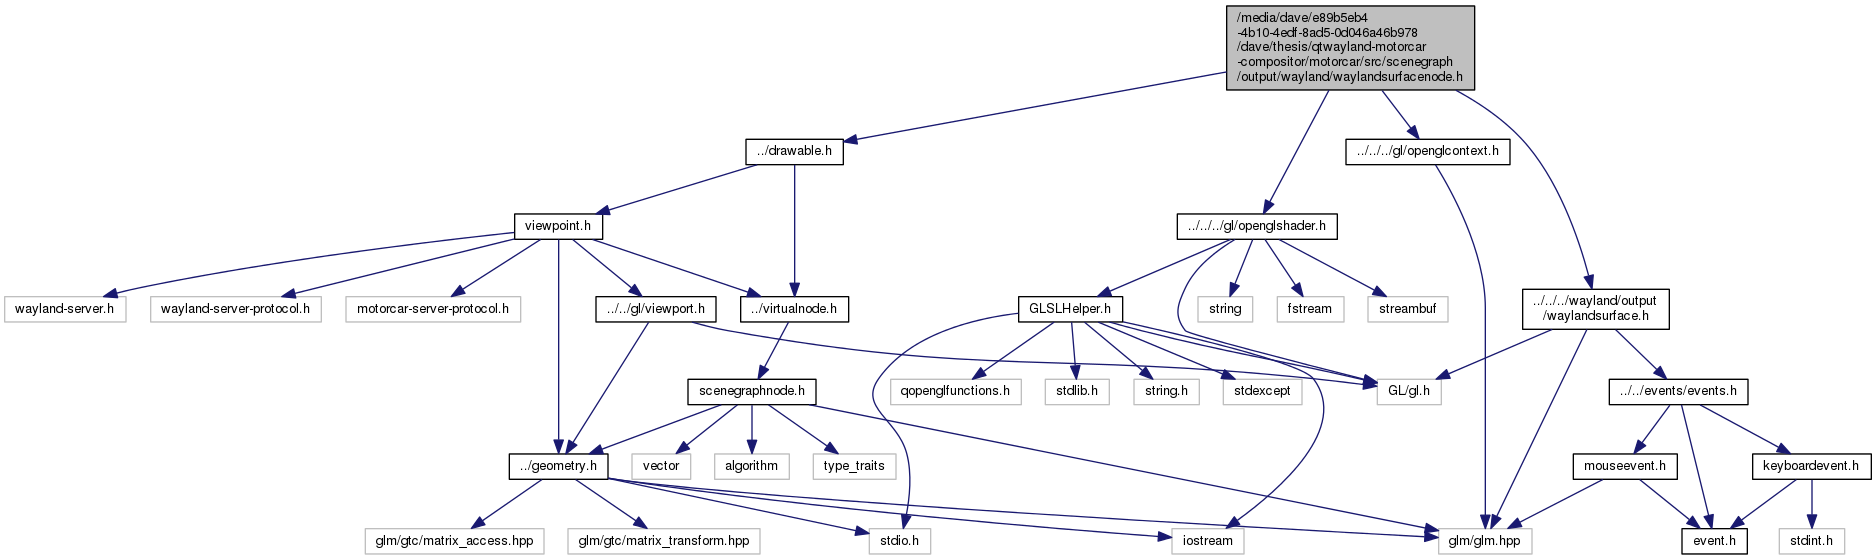 /media/dave/e89b5eb4
-4b10-4edf-8ad5-0d046a46b978
/dave/thesis/qtwayland-motorcar
-compositor/motorcar/src/scenegraph
/output/wayland/waylandsurfacenode.h
../drawable.h
../../../gl/openglcontext.h
viewpoint.h
../../../gl/openglshader.h
wayland-server.h
wayland-server-protocol.h
motorcar-server-protocol.h
../../gl/viewport.h
../virtualnode.h
GLSLHelper.h
string
fstream
streambuf
../../../wayland/output
/waylandsurface.h
scenegraphnode.h
qopenglfunctions.h
stdlib.h
string.h
stdexcept
GL/gl.h
../../events/events.h
../geometry.h
vector
algorithm
type_traits
mouseevent.h
keyboardevent.h
glm/gtc/matrix_access.hpp
glm/gtc/matrix_transform.hpp
stdio.h
iostream
glm/glm.hpp
event.h
stdint.h